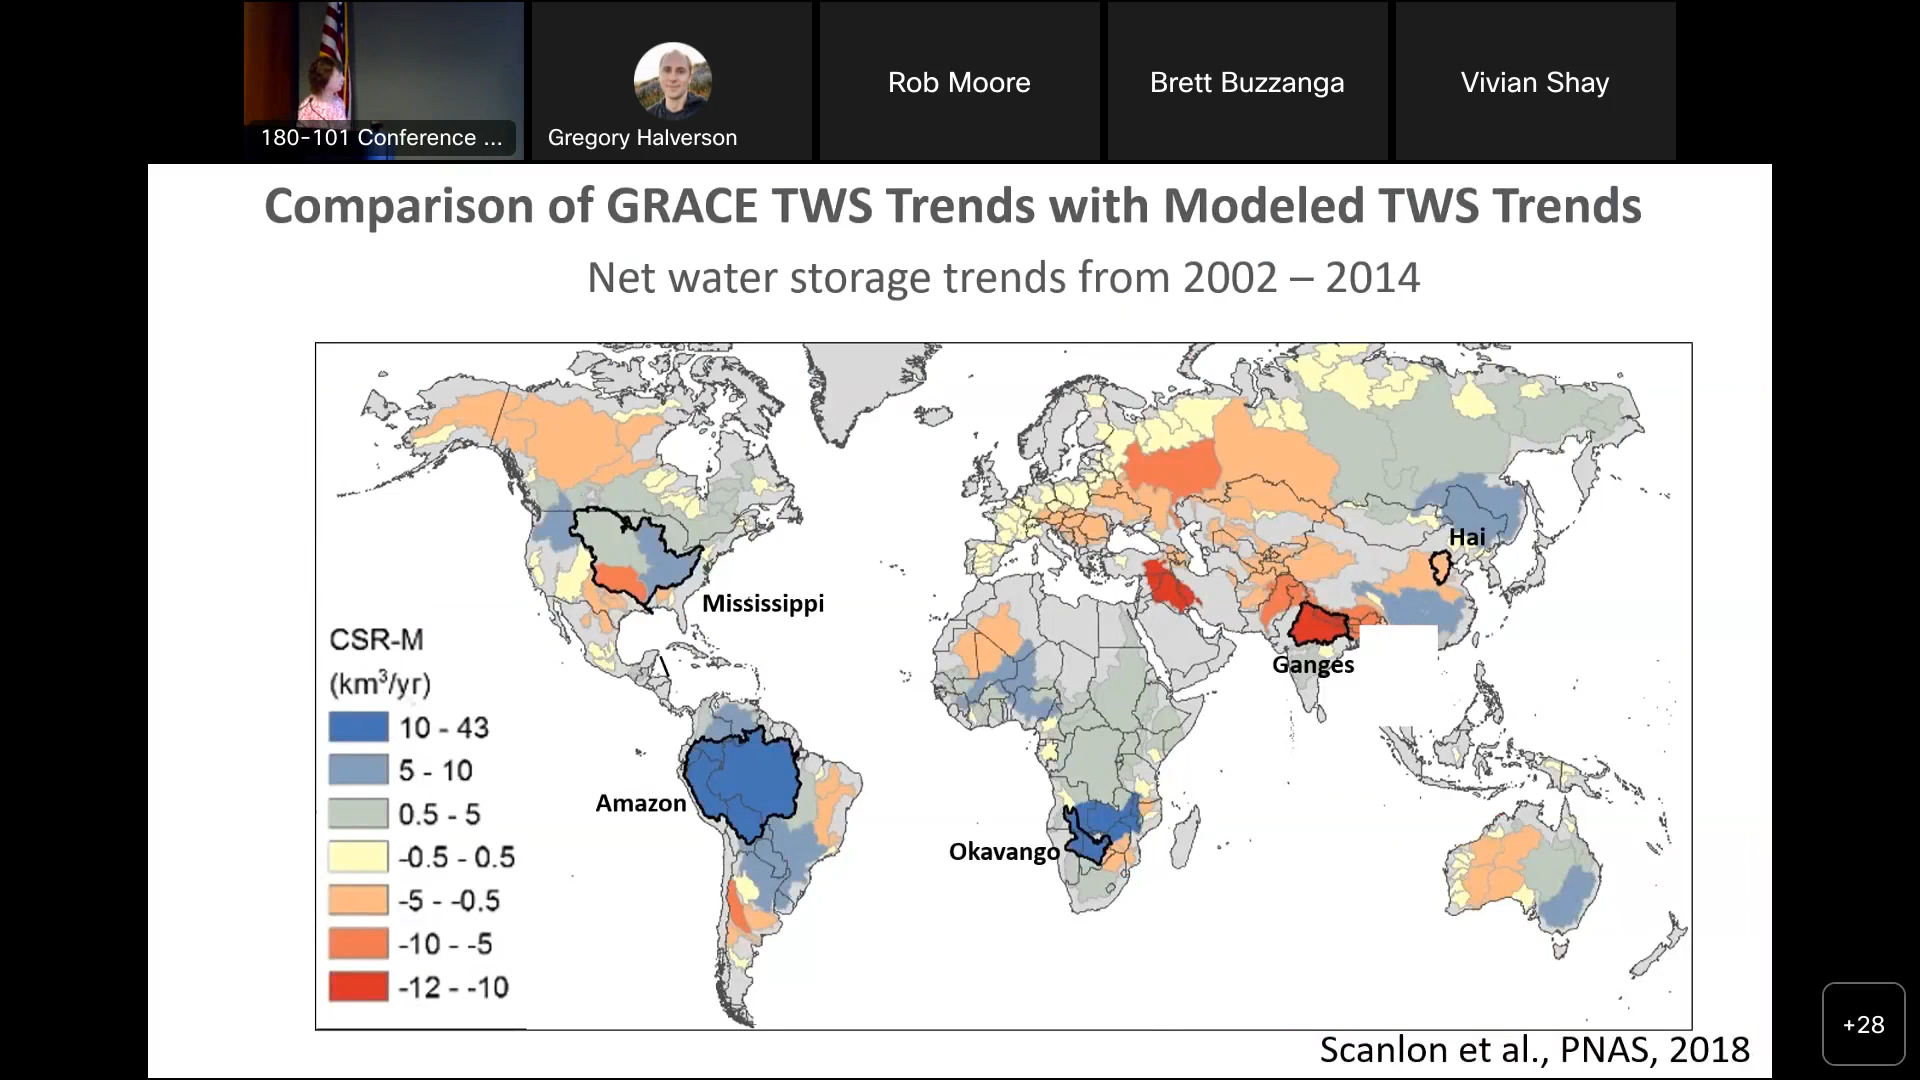 180-101 Conference ...
Gregory Halverson
Rob Moore
Brett Buzzanga
Vivian Shay
Comparison of GRACE TWS Trends with Modeled TWS Trends
Net water storage trends from 2002 – 2014
Hai
Mississippi
Ganges
Amazon
Okavango
CSR-M
(km³/yr)
10 - 43
5 - 10
0.5 - 5
-0.5 - 0.5
-5 - -0.5
-10 - -5
-12 - -10
Scanlon et al., PNAS, 2018
+28